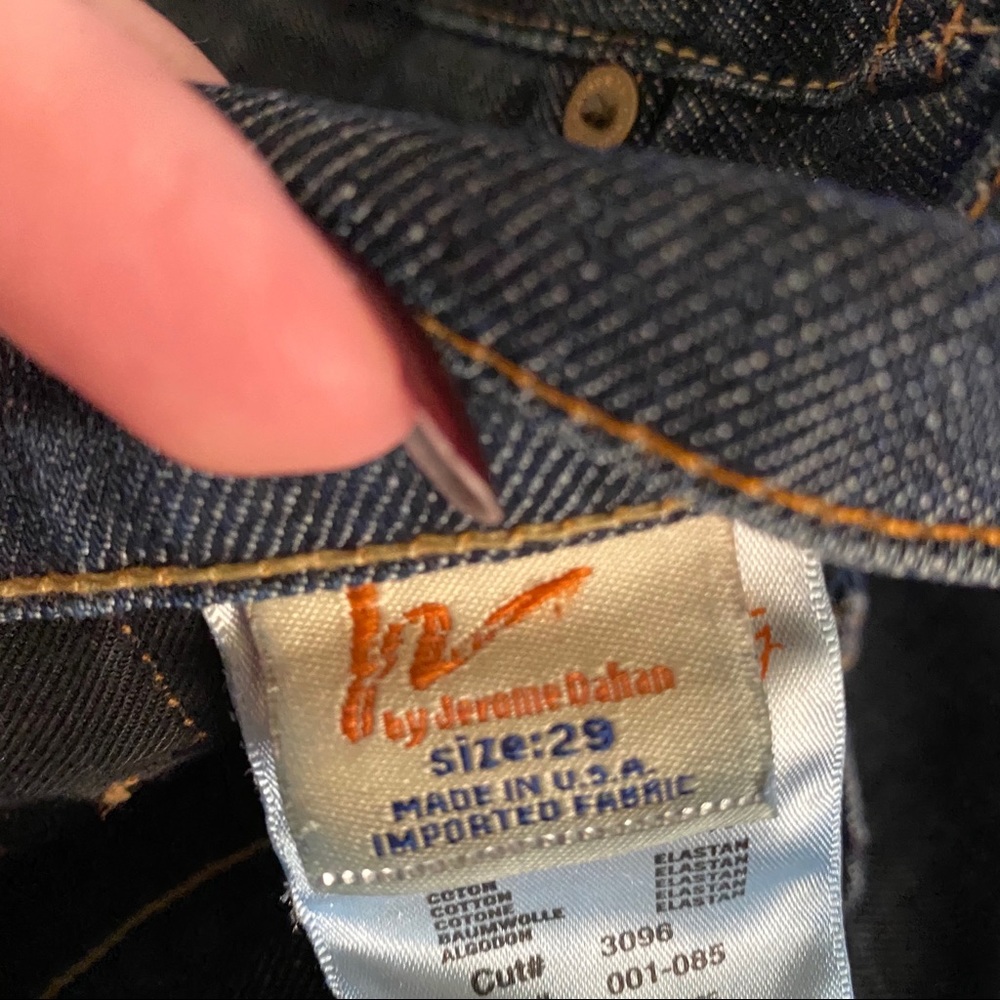 by Jerome Dahan
size:29
MADE IN U.S.A.
IMPORTED FABRIC
COTON
COTTON
COTONE
BAUMWOLLE
ALGODON
ELASTAN
ELASTAN
ELASTAN
ELASTAN
Cut# 3096
001-085